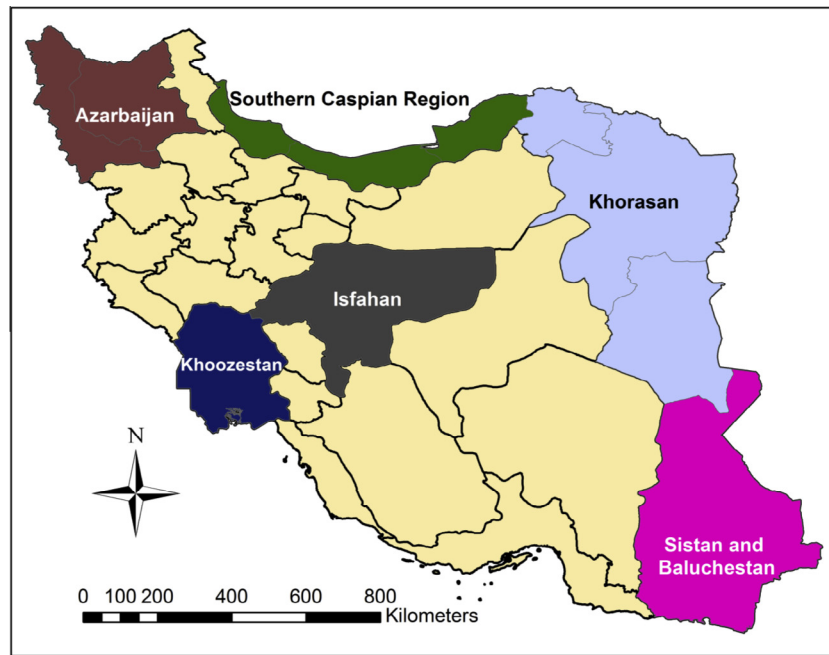 Southern Caspian Region
Azarbaijan
Khorasan
Isfahan
Khoozestan
N
Sistan and
Baluchestan
0 100 200 400 600 800
Kilometers